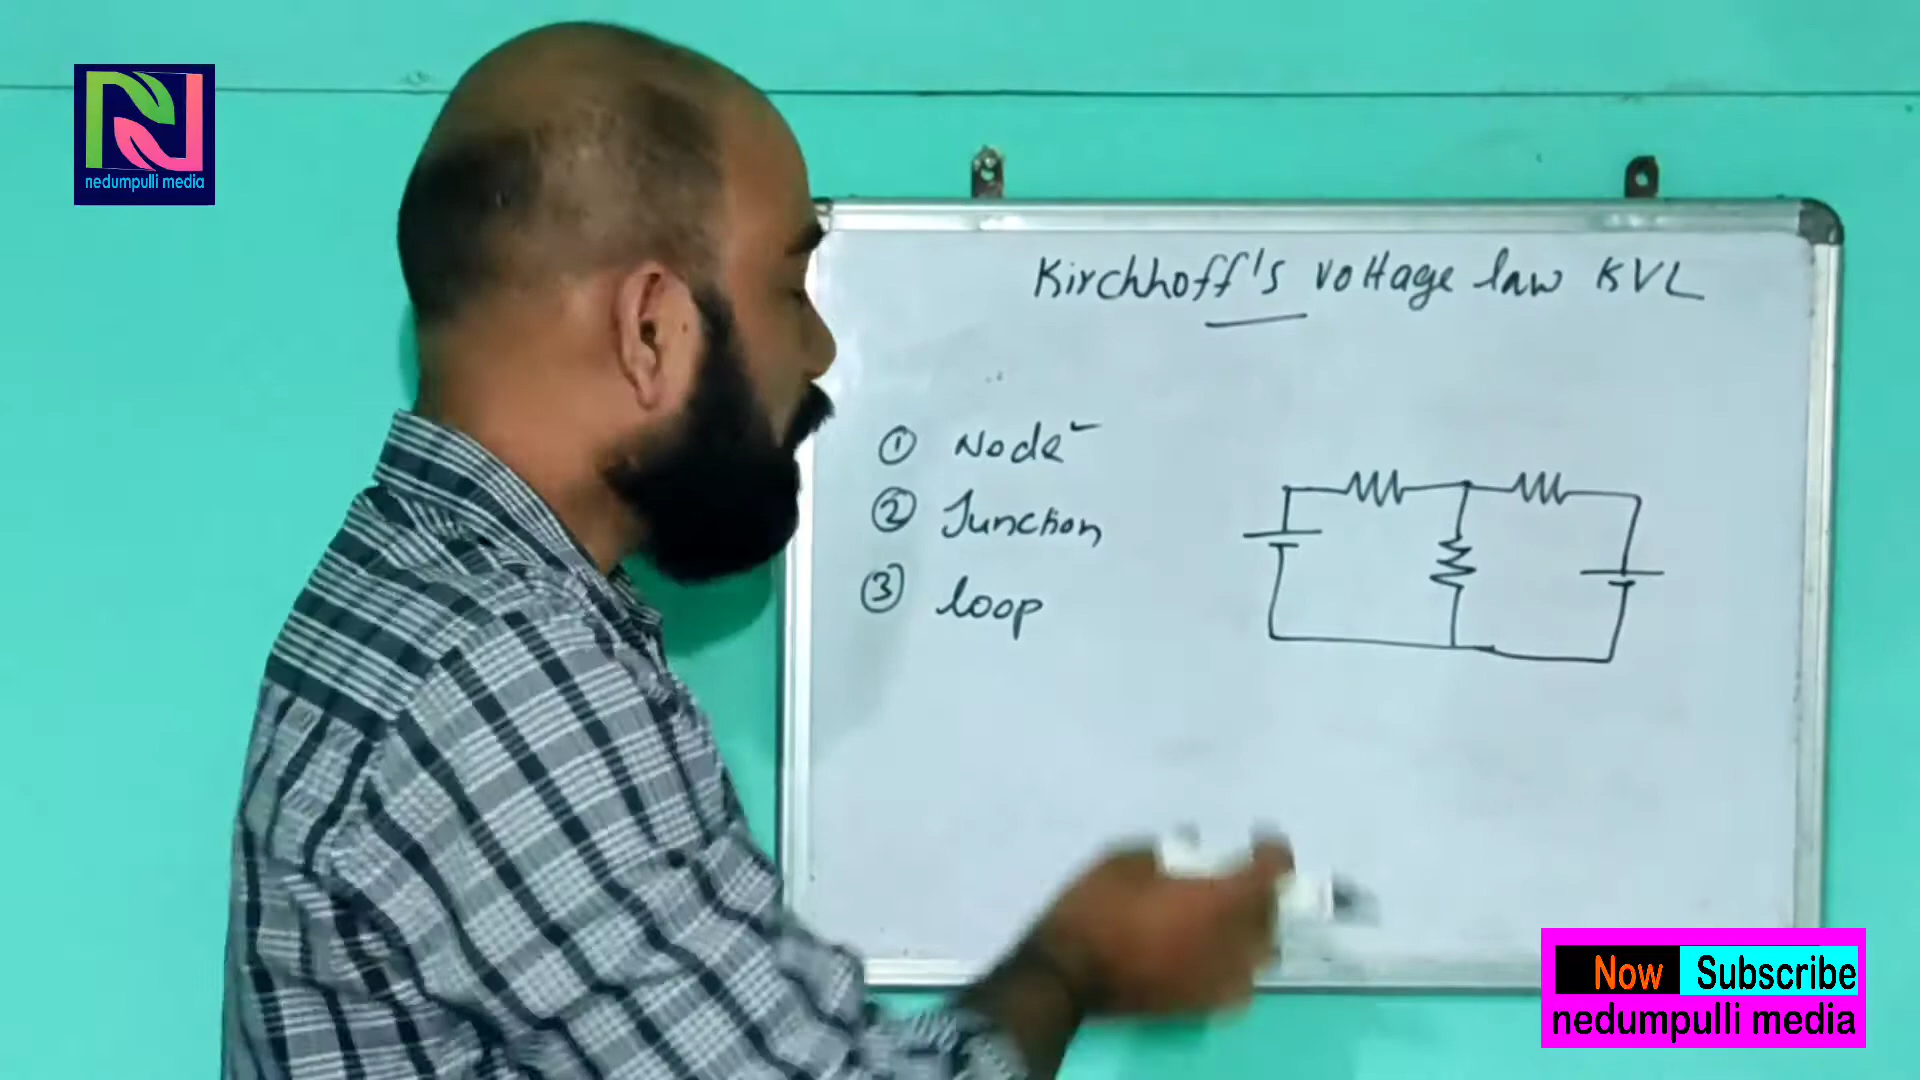 nedumpulli media
Kirchhoff's voltage law KVL
① Node
② Junction
③ loop
Now Subscribe
nedumpulli media